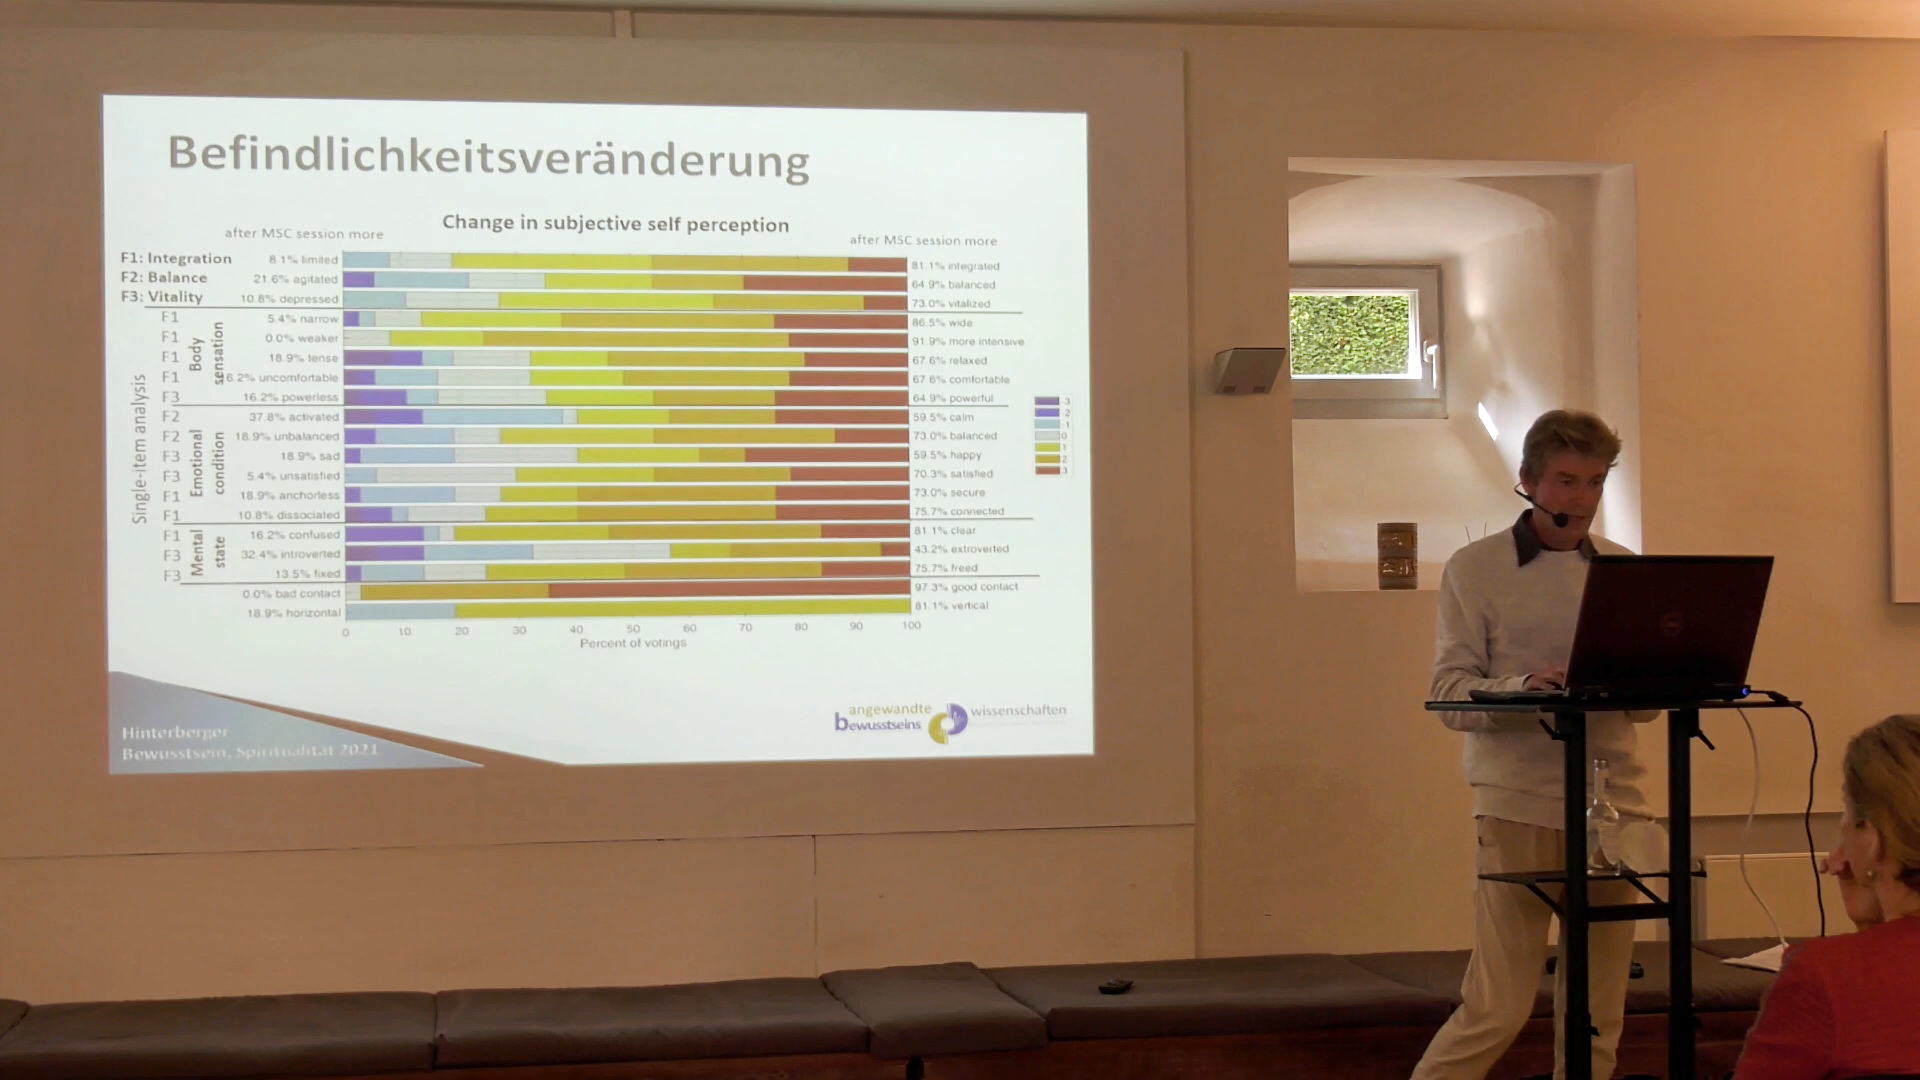 Befindlichkeitsveränderung
Change in subjective self perception
after MSC session more
after MSC session more
F1: Integration 8.1% limited 81.1% integrated
F2: Balance 21.6% agitated 64.9% balanced
F3: Vitality 10.8% depressed 73.0% vitalized
Single-item analysis
Body sensation
F1 5.4% narrow 86.5% wide
F1 0.0% weaker 91.9% more intensive
F1 18.9% tense 67.6% relaxed
F1 6.2% uncomfortable 67.6% comfortable
F3 16.2% powerless 64.9% powerful
Emotional condition
F2 37.8% activated 59.5% calm
F2 18.9% unbalanced 73.0% balanced
F3 18.9% sad 59.5% happy
F3 5.4% unsatisfied 70.3% satisfied
F1 18.9% anchorless 73.0% secure
F1 10.8% dissociated 75.7% connected
Mental state
F1 16.2% confused 81.1% clear
F3 32.4% introverted 43.2% extroverted
F3 13.5% fixed 75.7% freed
0.0% bad contact 97.3% good contact
18.9% horizontal 81.1% vertical
0 10 20 30 40 50 60 70 80 90 100
Percent of votings
-3
-2
-1
0
1
2
3
angewandte
bewusstseins wissenschaften
Hinterberger
Bewusstsein, Spiritualität 2021